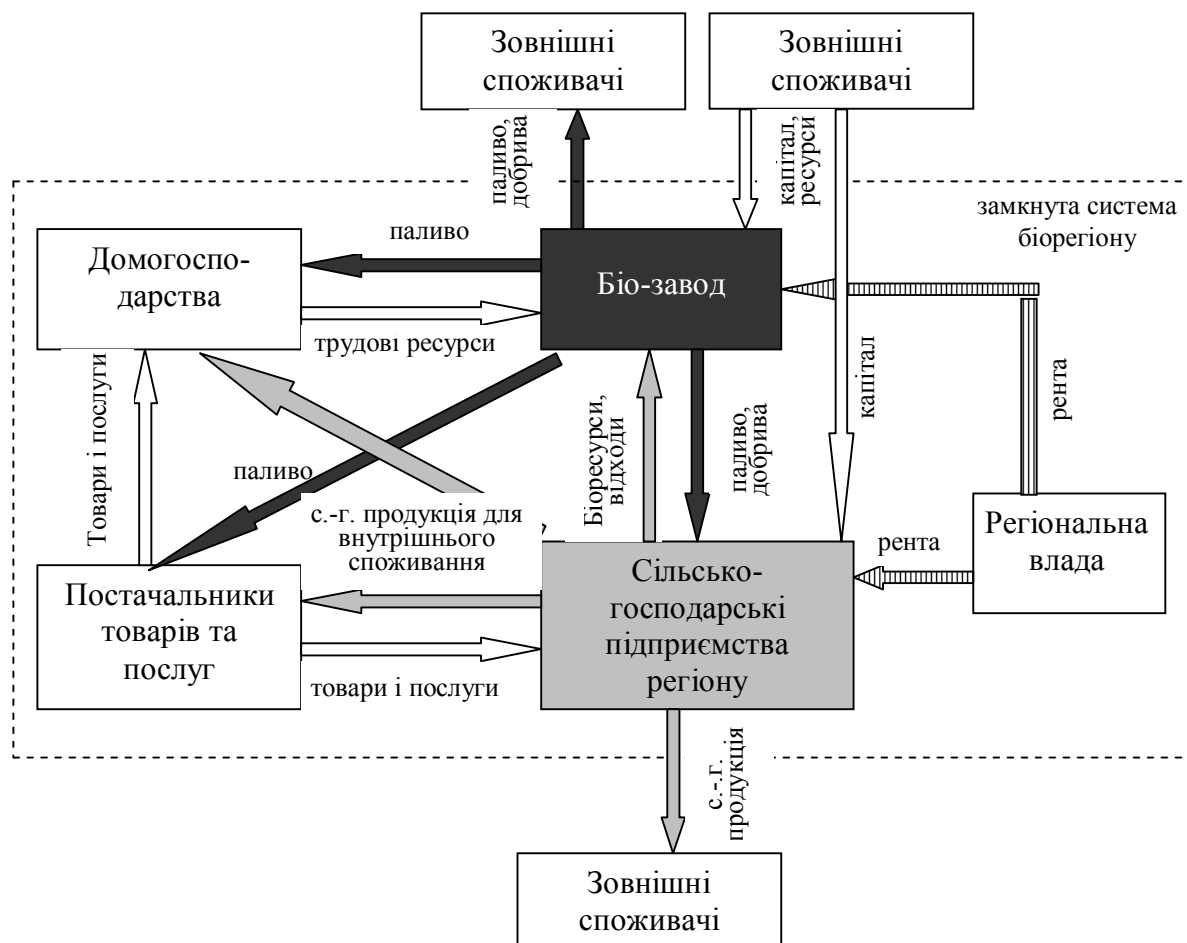 Зовнішні
споживачі
Зовнішні
споживачі
паливо,
добрива
капітал,
ресурси
замкнута система
біорегіону
Домогоспо-
дарства
паливо
Біо-завод
трудові ресурси
Товари і послуги
паливо
Біоресурси,
відходи
паливо,
добрива
капітал
рента
с.-г. продукція для
внутрішнього
споживання
Регіональна
влада
рента
Постачальники
товарів та
послуг
Сільсько-
господарські
підприємства
регіону
товари і послуги
с.-.г.
продукція
Зовнішні
споживачі